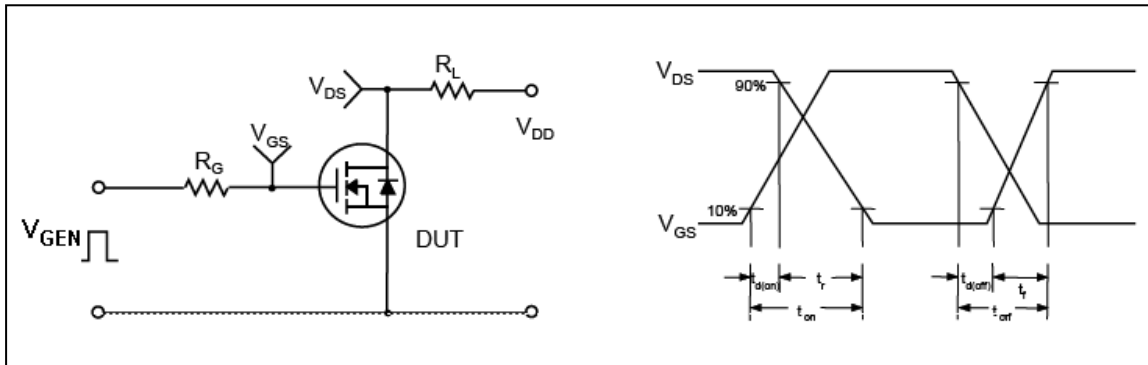 V_DS
R_L
V_DD
V_GS
R_G
V_GEN
DUT
V_DS
90%
10%
V_GS
t_d(on)
t_r
t_d(off)
t_f
t_on
t_off